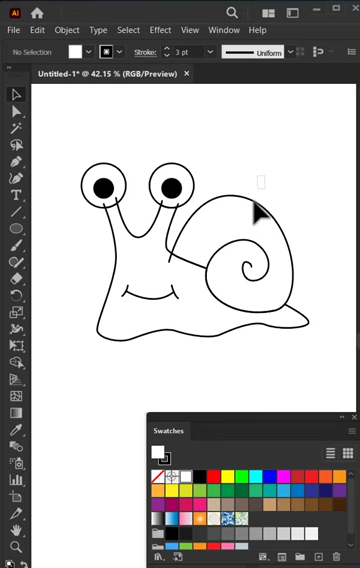 Ai
File Edit Object Type Select Effect View Window Help
No Selection Stroke: 3 pt Uniform
Untitled-1* @ 42.15 % (RGB/Preview) ×
T
Swatches